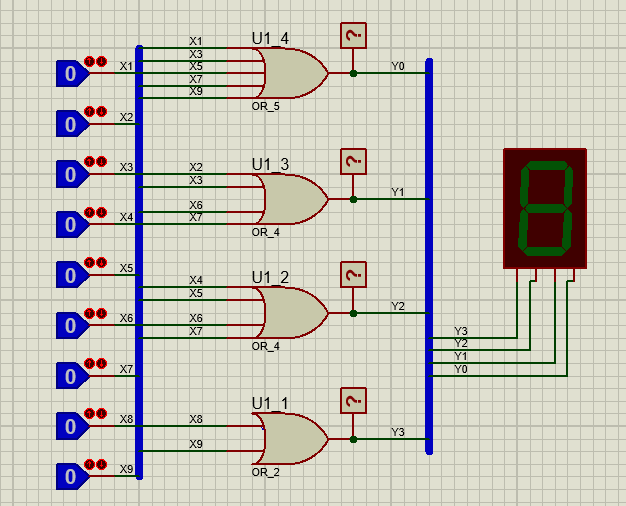 X1
X3
X5
X7
X9
U1_4
OR_5
?
Y0
0 X1
0 X2
0 X3
0 X4
0 X5
0 X6
0 X7
0 X8
0 X9
X2
X3
X6
X7
U1_3
OR_4
?
Y1
X4
X5
X6
X7
U1_2
OR_4
?
Y2
X8
X9
U1_1
OR_2
?
Y3
8
Y3
Y2
Y1
Y0